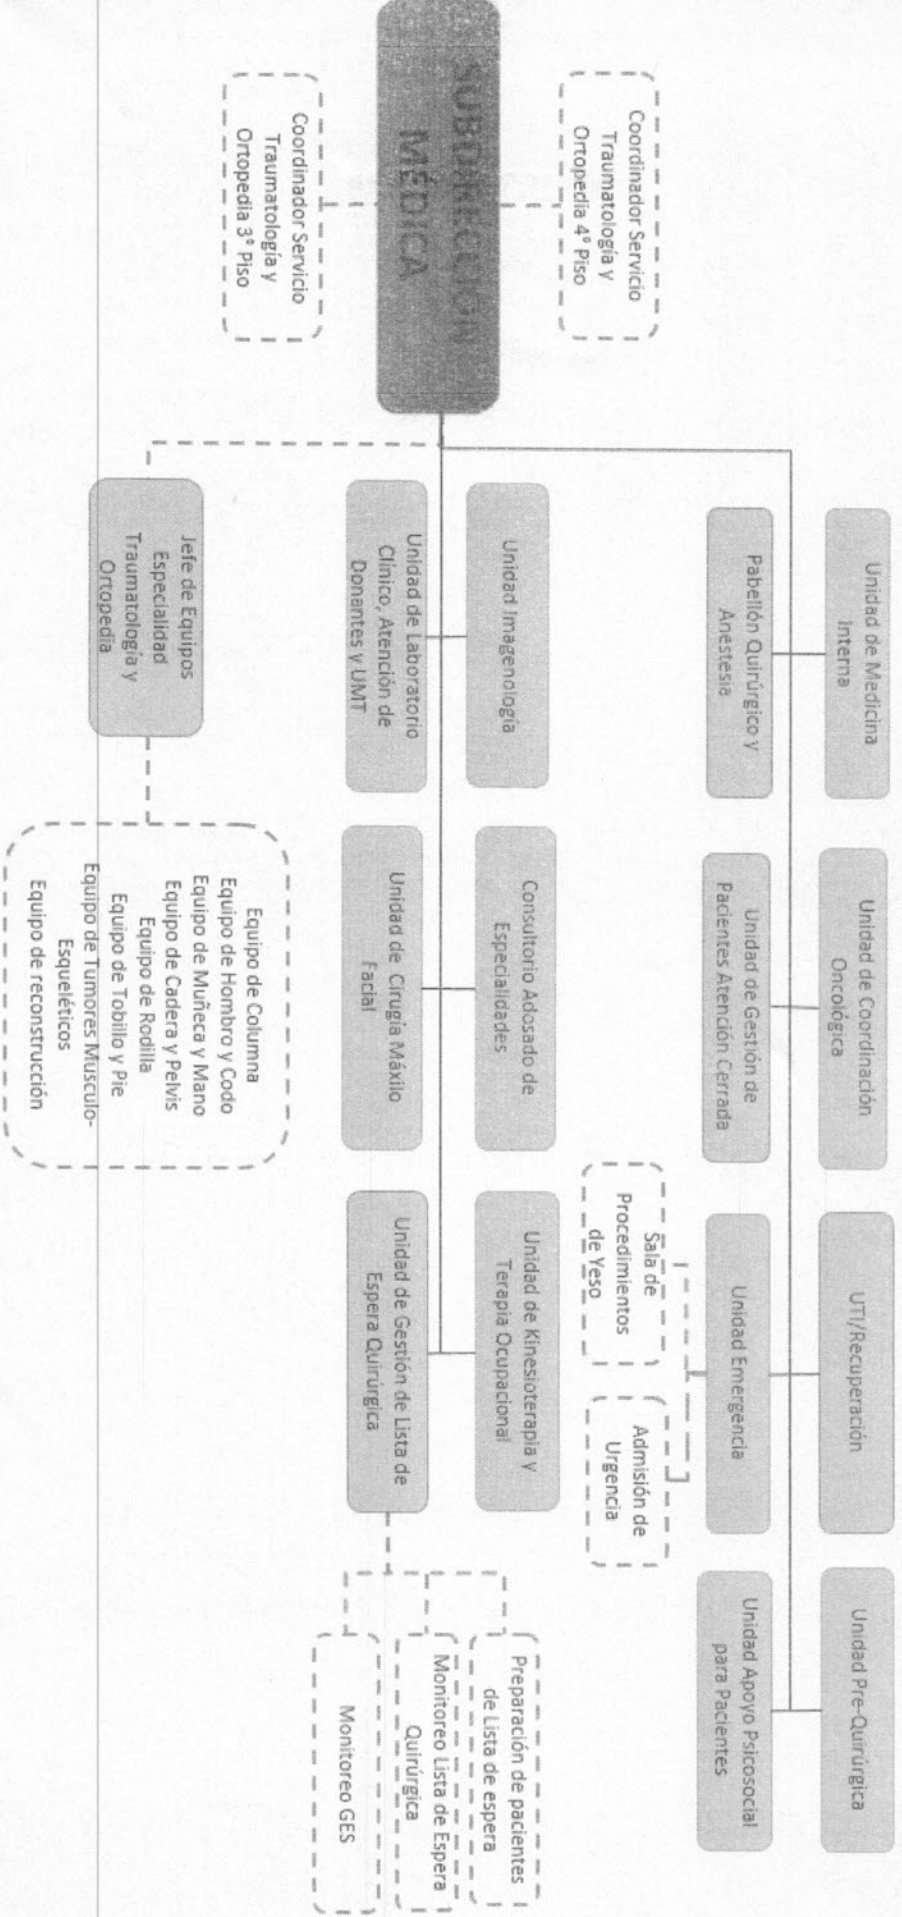 SUBDIRECCIÓN
MÉDICA
Coordinador Servicio
Traumatología y
Ortopedia 4° Piso
Coordinador Servicio
Traumatología y
Ortopedia 3° Piso
Unidad de Medicina
Interna
Unidad de Coordinación
Oncológica
UTI/Recuperación
Unidad Pre-Quirúrgica
Pabellón Quirúrgico y
Anestesia
Unidad de Gestión de
Pacientes Atención Cerrada
Unidad Emergencia
Unidad Apoyo Psicosocial
para Pacientes
Sala de
Procedimientos
de Yeso
Admisión de
Urgencia
Unidad Imagenología
Consultorio Adosado de
Especialidades
Unidad de Kinesioterapia y
Terapia Ocupacional
Unidad de Laboratorio
Clínico, Atención de
Donantes y UMT
Unidad de Cirugía Máxilo
Facial
Unidad de Gestión de Lista de
Espera Quirúrgica
Preparación de pacientes
de Lista de espera
Monitoreo Lista de Espera
Quirúrgica
Monitoreo GES
Jefe de Equipos
Especialidad
Traumatología y
Ortopedia
Equipo de Columna
Equipo de Hombro y Codo
Equipo de Muñeca y Mano
Equipo de Cadera y Pelvis
Equipo de Rodilla
Equipo de Tobillo y Pie
Equipo de Tumores Musculo-
Esqueléticos
Equipo de reconstrucción